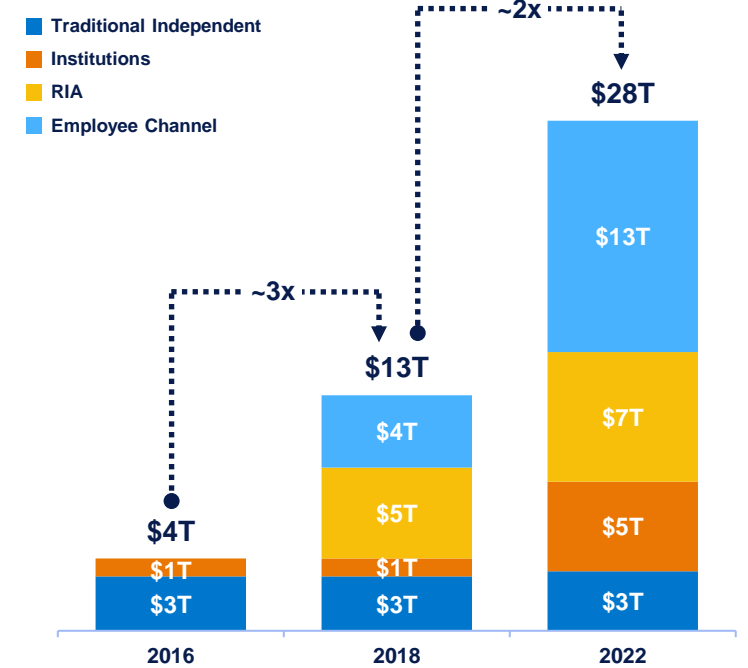 Traditional Independent
Institutions
RIA
Employee Channel
~2x
$28T
$13T
~3x
$13T
$4T
$7T
$5T
$4T
$5T
$1T
$1T
$3T
$3T
$3T
2016
2018
2022